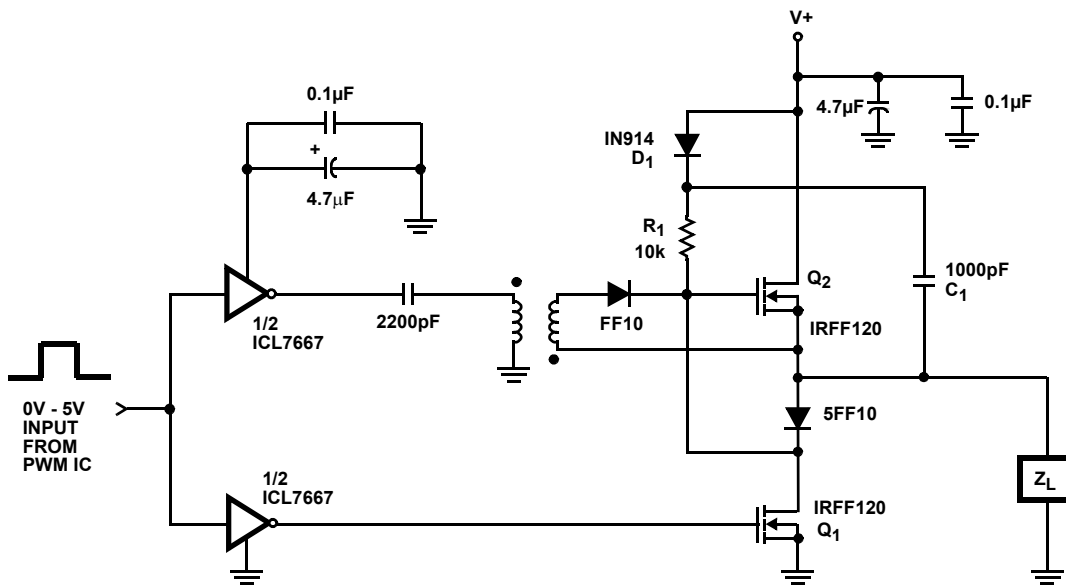 V+
0.1µF
4.7µF
0.1µF
+
4.7µF
IN914
D1
R1
10k
1000pF
C1
Q2
1/2
ICL7667
2200pF
FF10
IRFF120
0V - 5V
INPUT
FROM
PWM IC
5FF10
1/2
ICL7667
ZL
IRFF120
Q1